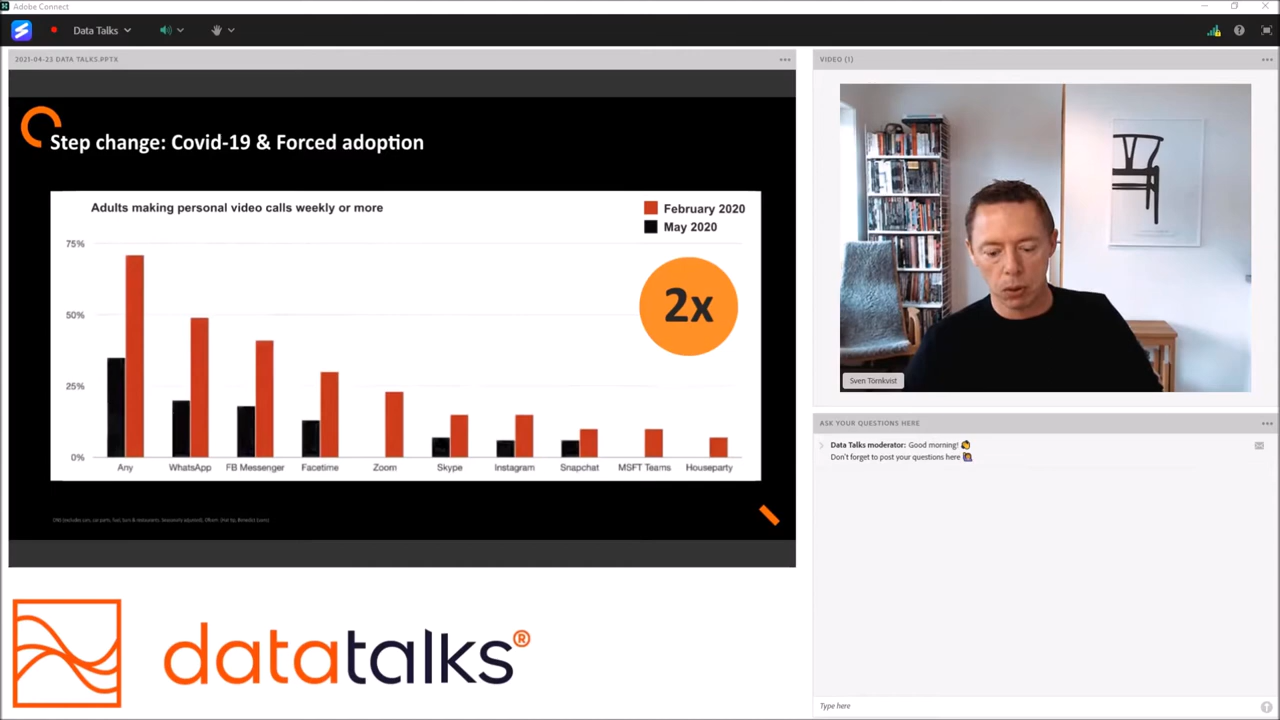 Adobe Connect
Data Talks
2021-04-23 DATA TALKS.PPTX
Step change: Covid-19 & Forced adoption
Adults making personal video calls weekly or more
February 2020
May 2020
2x
75%
50%
25%
0%
Any WhatsApp FB Messenger Facetime Zoom Skype Instagram Snapchat MSFT Teams Houseparty
datatalks®
VIDEO (1)
Sven Törnkvist
ASK YOUR QUESTIONS HERE
Data Talks moderator: Good morning! 🙋
Don't forget to post your questions here 🙋
Type here